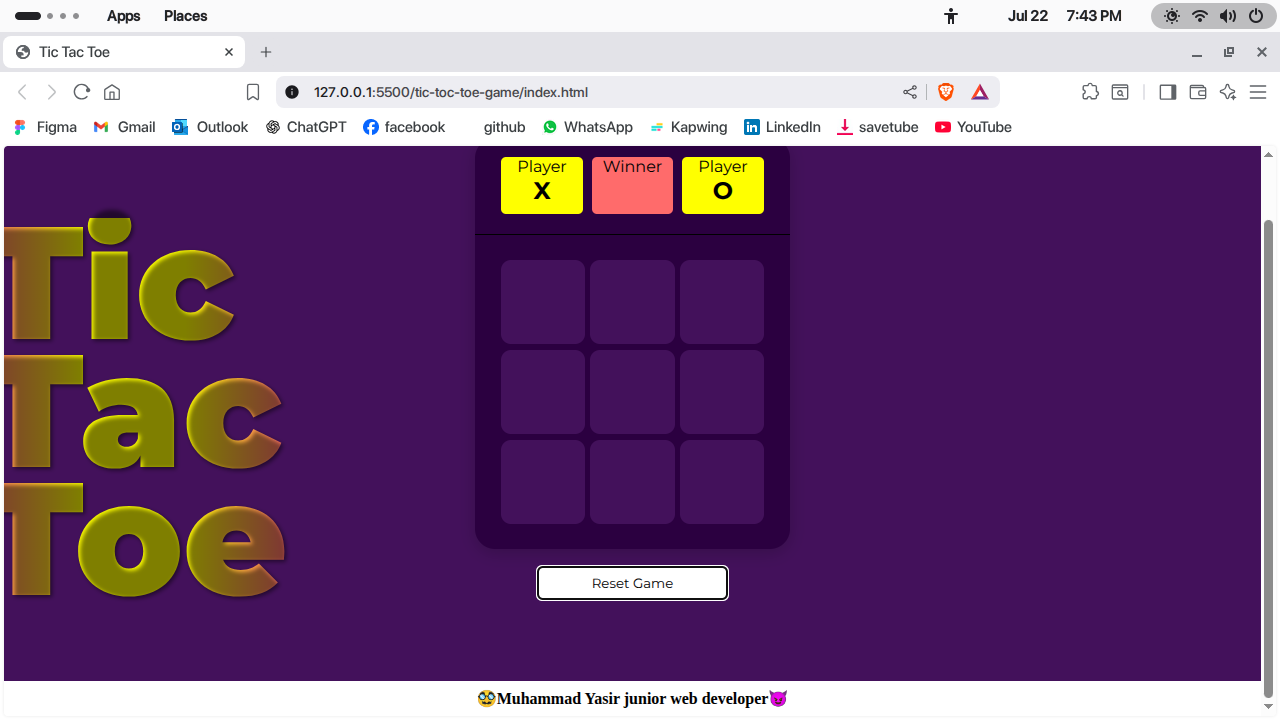 Apps Places Jul 22 7:43 PM
Tic Tac Toe
127.0.0.1:5500/tic-toc-toe-game/index.html
Figma Gmail Outlook ChatGPT facebook github WhatsApp Kapwing LinkedIn savetube YouTube
Player Winner Player
X O
Tic
Tac
Toe
Reset Game
🥸Muhammad Yasir junior web developer😈